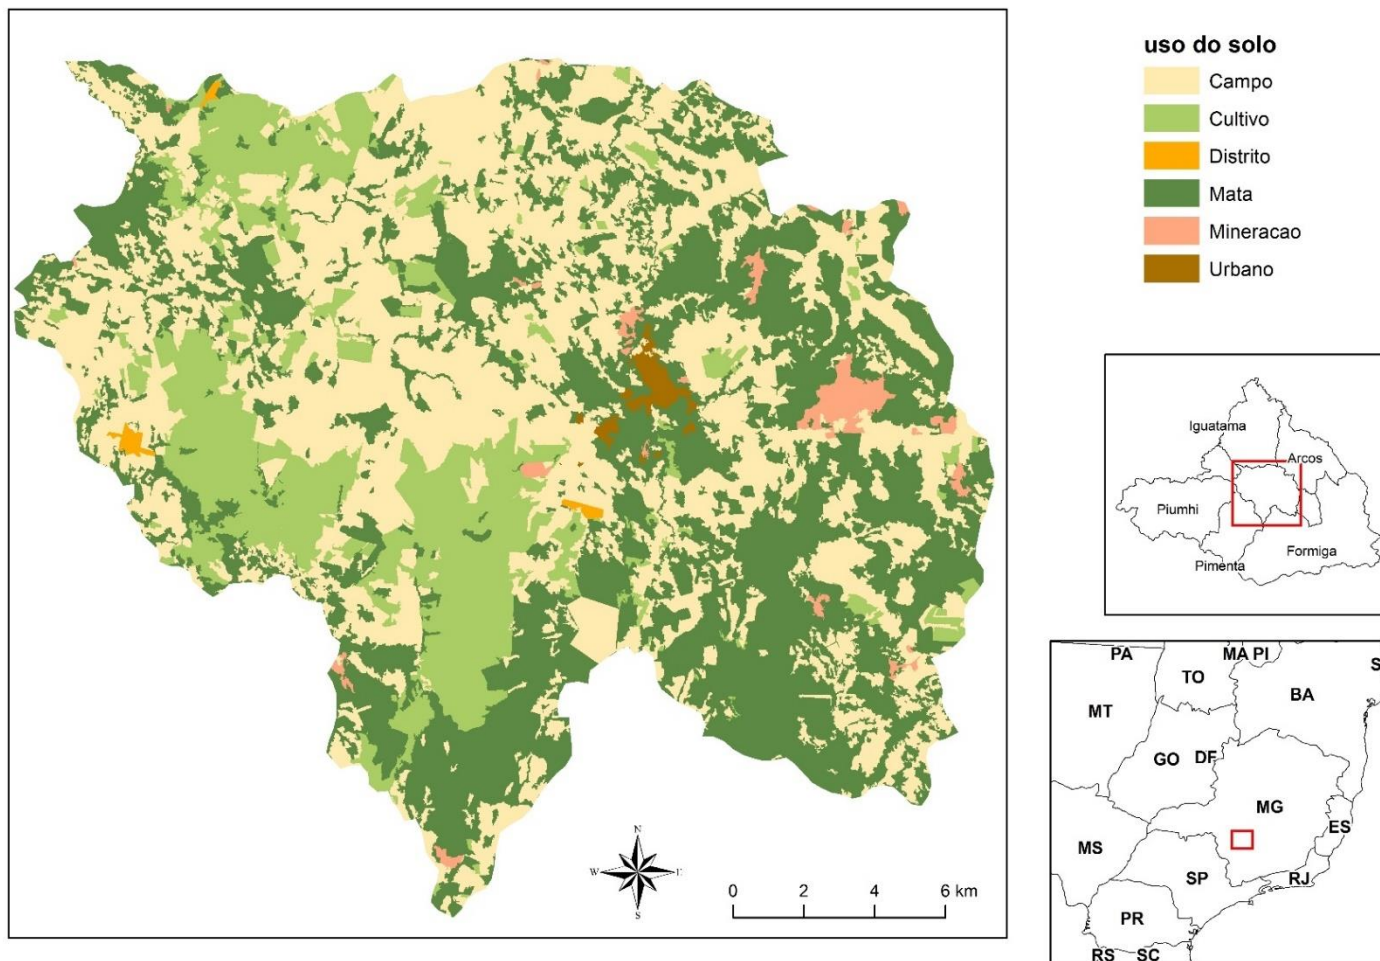 uso do solo
Campo
Cultivo
Distrito
Mata
Mineracao
Urbano
Iguatama
Arcos
Piumhi
Formiga
Pimenta
N
W
E
S
0 2 4 6 km
PA
MA PI
S
TO
BA
MT
GO
DF
MG
ES
MS
SP
RJ
PR
RS SC